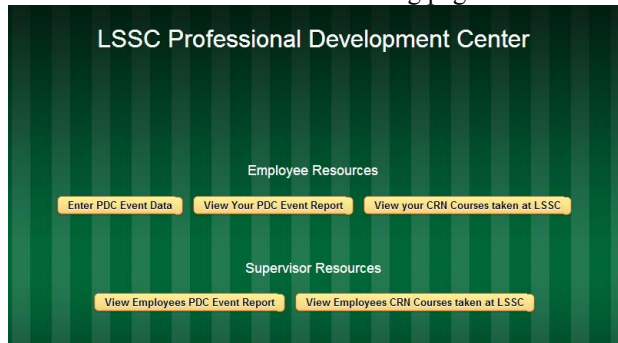 LSSC Professional Development Center
Employee Resources
Enter PDC Event Data View Your PDC Event Report View your CRN Courses taken at LSSC
Supervisor Resources
View Employees PDC Event Report View Employees CRN Courses taken at LSSC